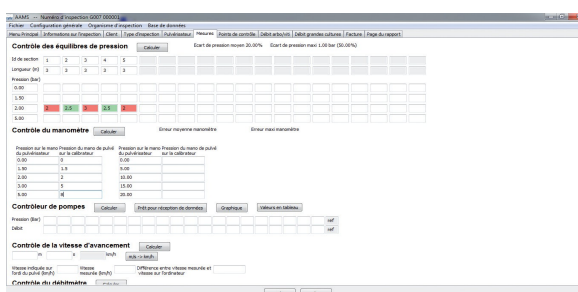 AAMS -- Numéro d'inspection G007 000001
Fichier Configuration générale Organisme d'inspection Base de données
Menu Principal Informations sur l'inspection Client Type d'inspection Pulvérisateur Mesures Points de contrôle Débit arbo/viti Débit grandes cultures Facture Page du rapport
Contrôle des équilibres de pression Calculer Ecart de pression moyen 20.00% Ecart de pression maxi 1.00 bar (50.00%)
Id de section 1 2 3 4 5
Longueur (m) 3 3 3 3 3
Pression (bar)
0.00
1.50
2.00 3 2.5 3 2.5 3
5.00
Contrôle du manomètre Calculer Erreur moyenne manomètre Erreur maxi manomètre
Pression sur le mano Pression du mano de pulvé Pression sur le mano Pression du mano de pulvé
du pulvérisateur sur la calibrateur du pulvérisateur sur la calibrateur
0.00 0 5.00
1.50 1.5 6.00
2.00 2 10.00
3.00 5 15.00
5.00 6 20.00
Contrôleur de pompes Calculer Prêt pour réception de données Graphique Valeurs en tableau
Pression (Bar) ref
Débit ref
Contrôle de la vitesse d'avancement Calculer
m s km/h m/s -> km/h
Vitesse indiquée sur Vitesse Différence entre vitesse mesurée et
fordi du pulvé (km/h) mesurée (km/h) vitesse sur l'ordinateur
Contrôle du débitmètre Calculer